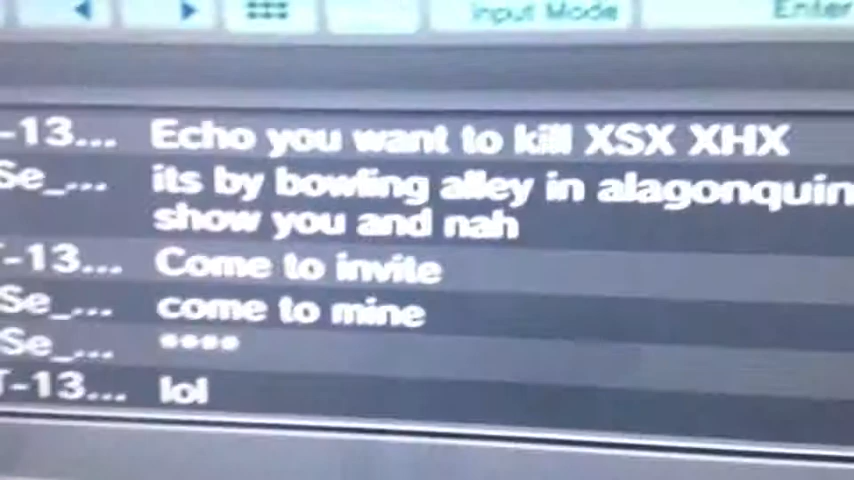 Input Mode Enter
-13... Echo you want to kill XSX XHX
Se_... its by bowling alley in alagonquin
show you and nah
-13... Come to invite
Se_... come to mine
Se_... ****
T-13... lol